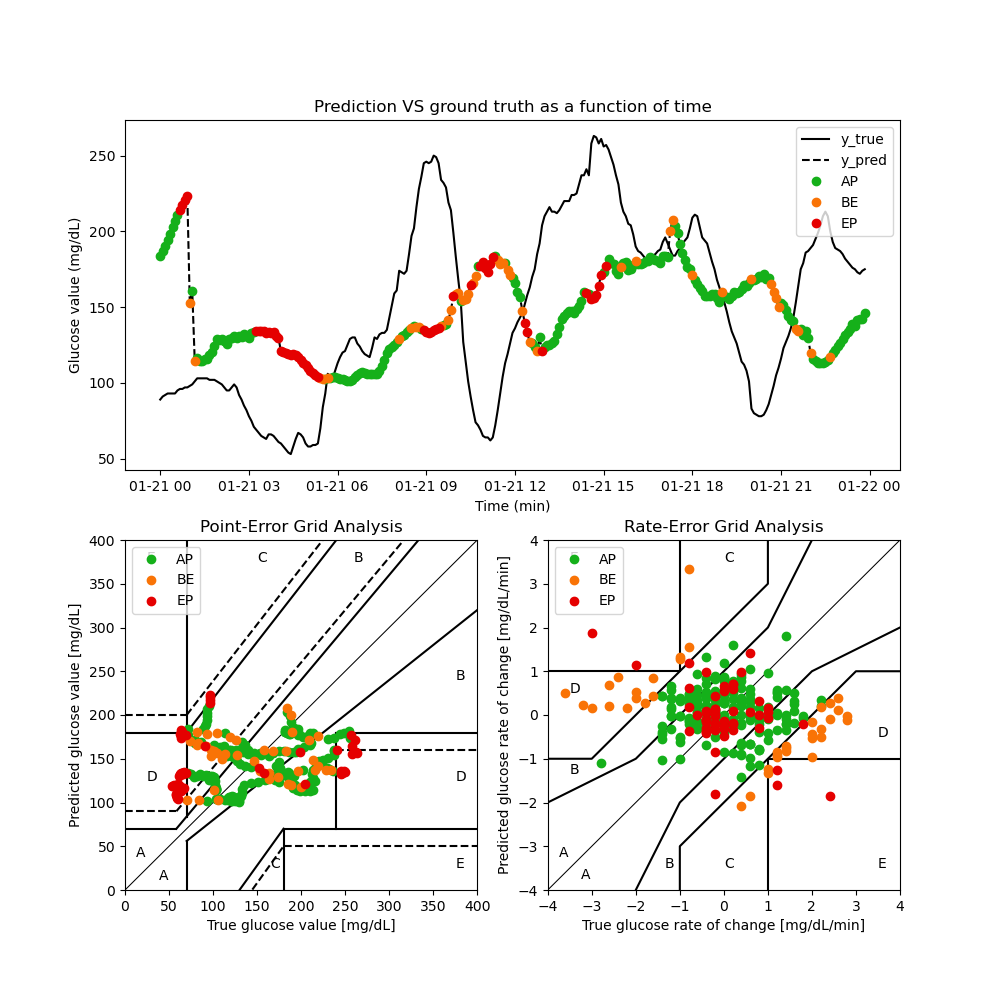 Prediction VS ground truth as a function of time
Glucose value (mg/dL)
250
200
150
100
50
y_true
y_pred
AP
BE
EP
01-21 00 01-21 03 01-21 06 01-21 09 01-21 12 01-21 15 01-21 18 01-21 21 01-22 00
Time (min)
Point-Error Grid Analysis
Predicted glucose value [mg/dL]
400
350
300
250
200
150
100
50
0
AP
BE
EP
C B
B
D D
A C E
A
0 50 100 150 200 250 300 350 400
True glucose value [mg/dL]
Rate-Error Grid Analysis
Predicted glucose rate of change [mg/dL/min]
4
3
2
1
0
−1
−2
−3
−4
AP
BE
EP
C
D
D
B
A
B C E
A
−4 −3 −2 −1 0 1 2 3 4
True glucose rate of change [mg/dL/min]